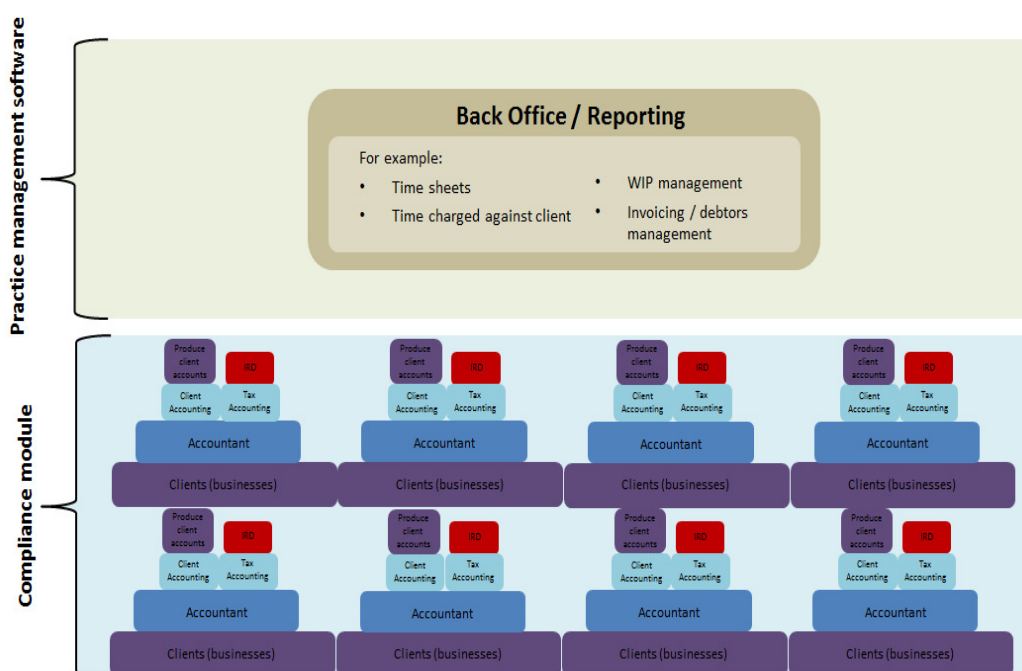 Practice management software
Back Office / Reporting
For example:
• Time sheets
• Time charged against client
• WIP management
• Invoicing / debtors
management
Compliance module
Produce
client
accounts
IRD
Client
Accounting
Tax
Accounting
Accountant
Clients (businesses)
Produce
client
accounts
IRD
Client
Accounting
Tax
Accounting
Accountant
Clients (businesses)
Produce
client
accounts
IRD
Client
Accounting
Tax
Accounting
Accountant
Clients (businesses)
Produce
client
accounts
IRD
Client
Accounting
Tax
Accounting
Accountant
Clients (businesses)
Produce
client
accounts
IRD
Client
Accounting
Tax
Accounting
Accountant
Clients (businesses)
Produce
client
accounts
IRD
Client
Accounting
Tax
Accounting
Accountant
Clients (businesses)
Produce
client
accounts
IRD
Client
Accounting
Tax
Accounting
Accountant
Clients (businesses)
Produce
client
accounts
IRD
Client
Accounting
Tax
Accounting
Accountant
Clients (businesses)